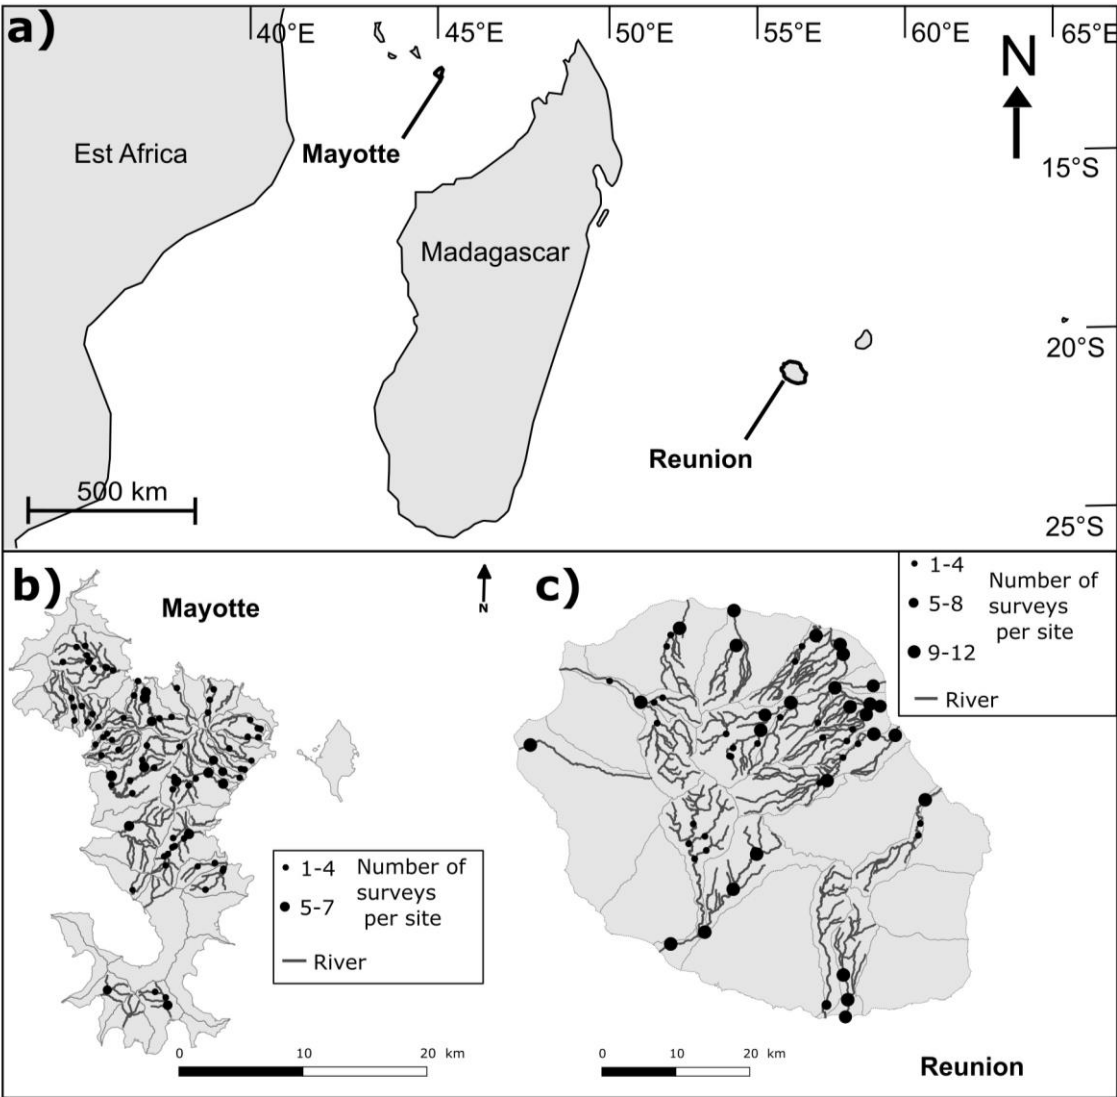 a)
40°E
45°E
50°E
55°E
60°E
65°E
N
Est Africa
Mayotte
15°S
Madagascar
20°S
Reunion
500 km
25°S
b)
Mayotte
N
1-4
5-7
Number of
surveys
per site
River
0
10
20 km
c)
1-4
5-8
9-12
Number of
surveys
per site
River
0
10
20 km
Reunion